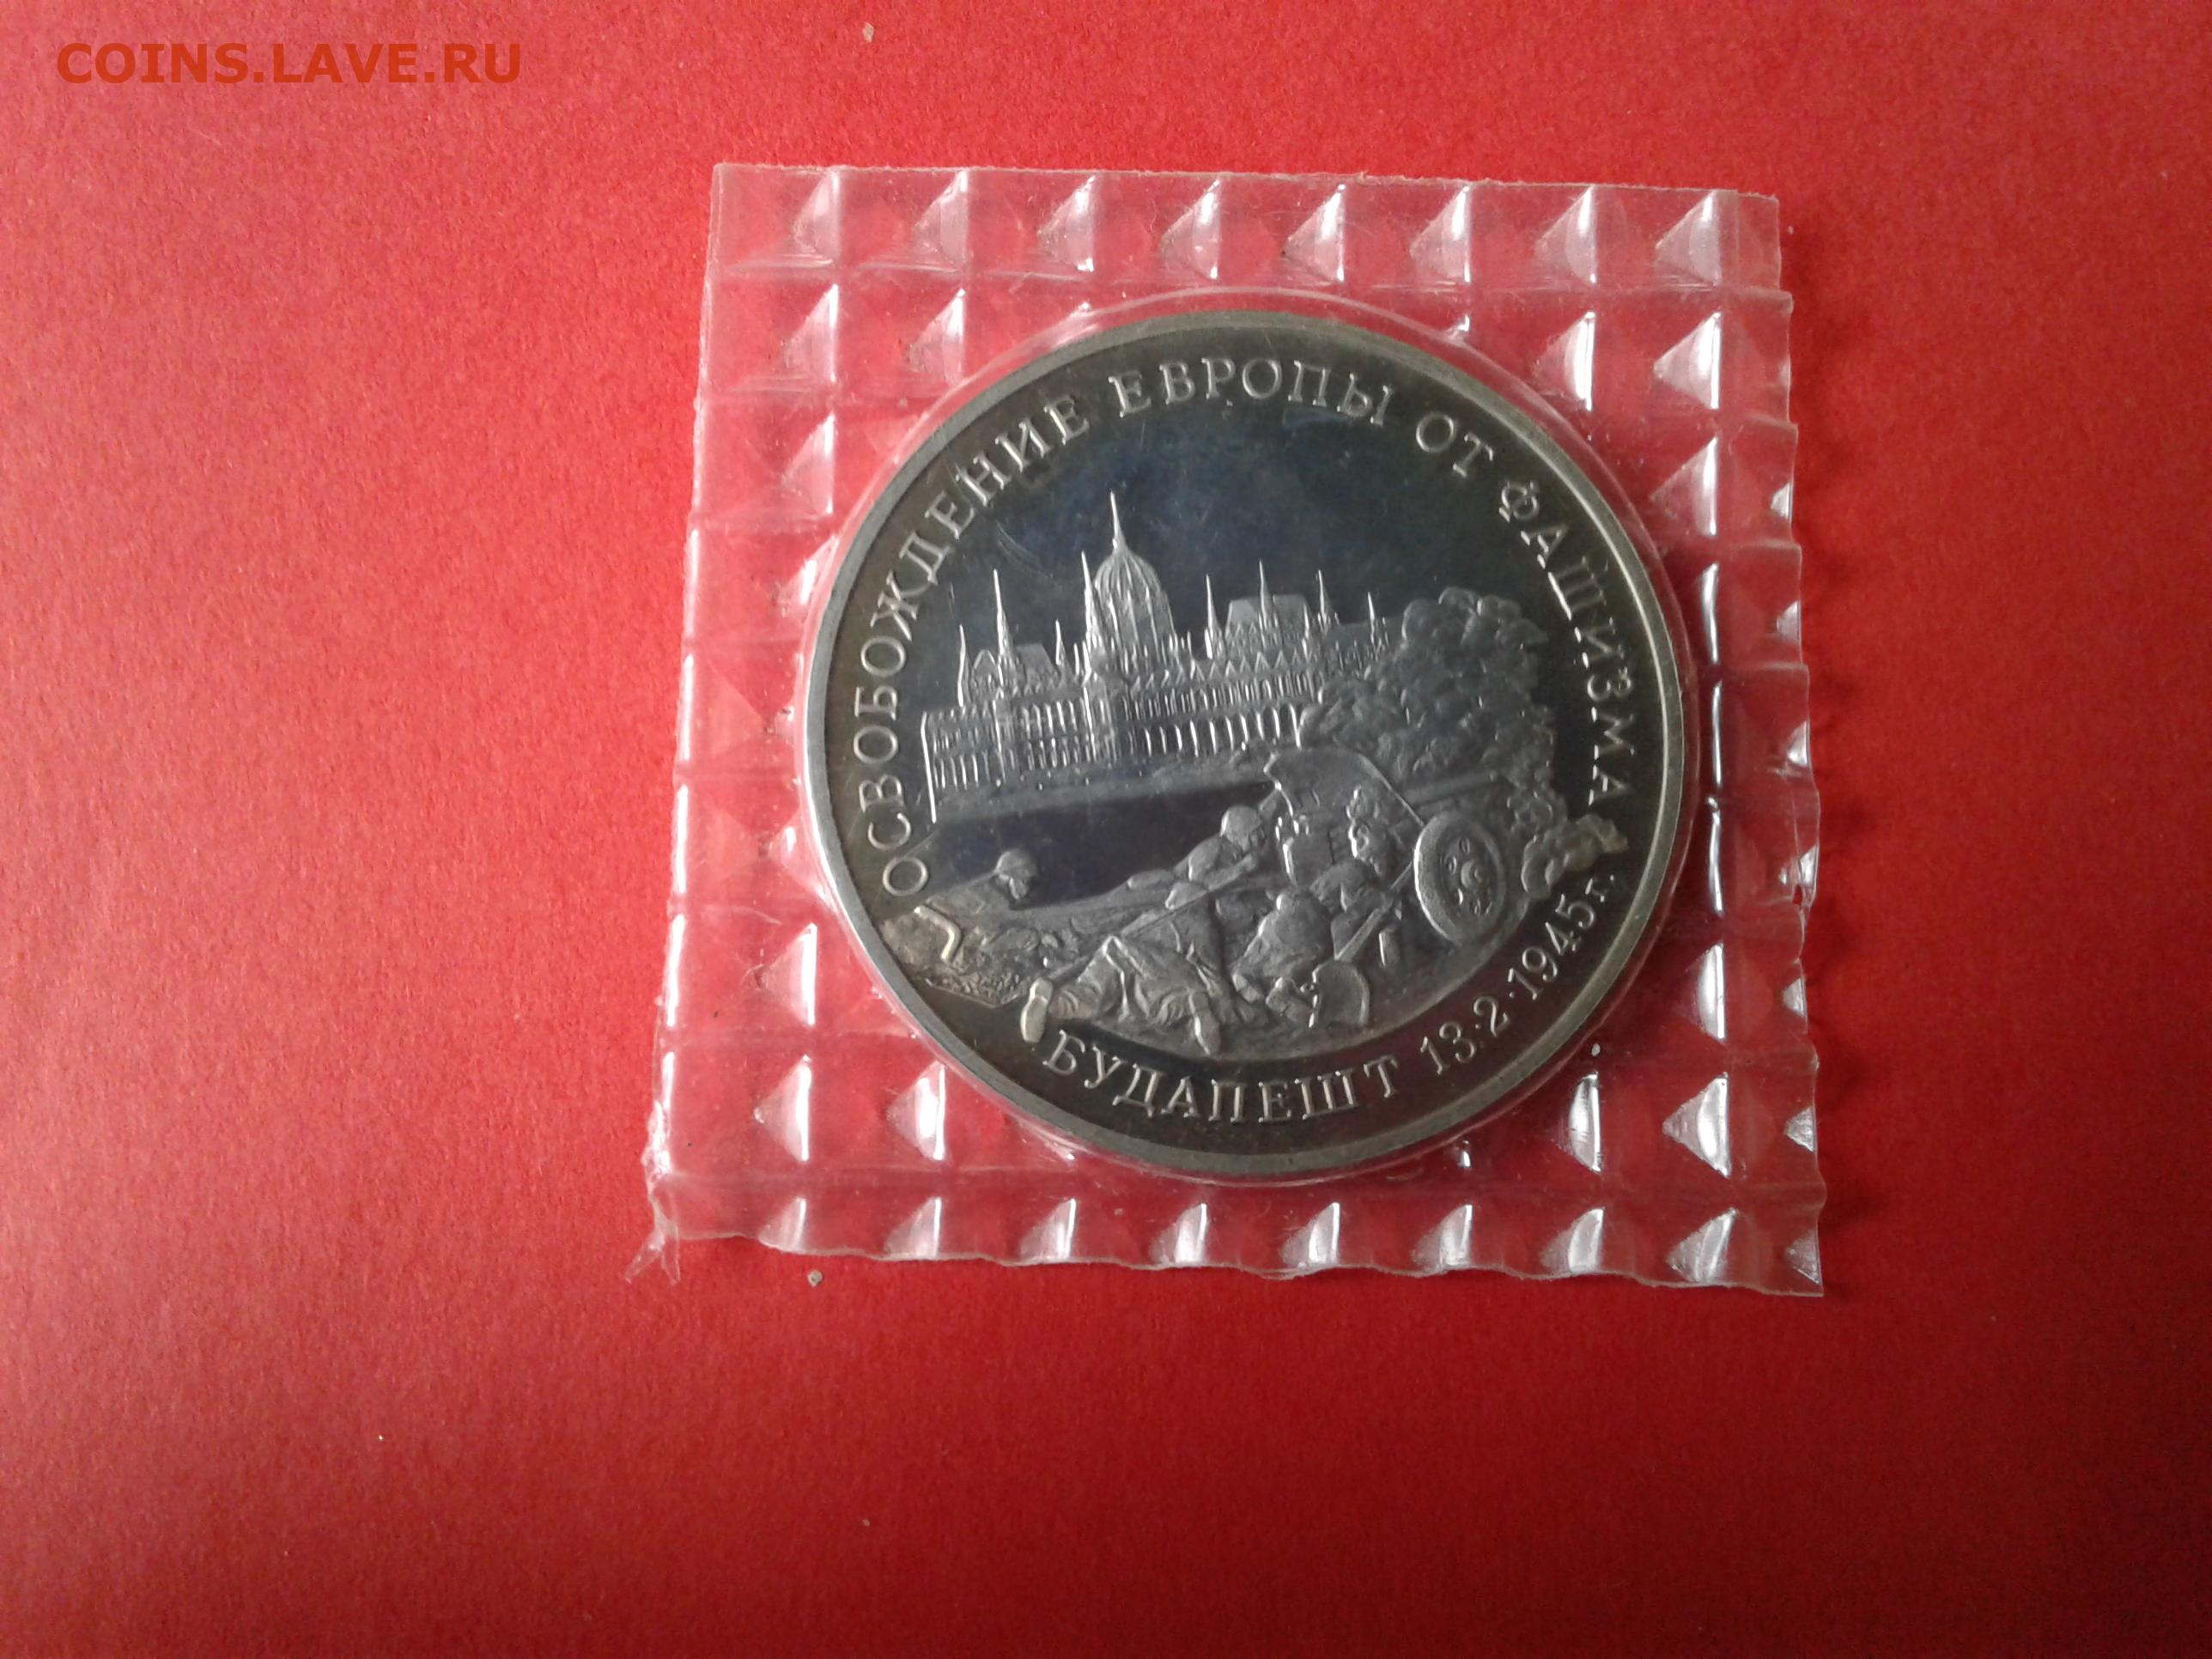 COINS.LAVE.RU
ОСВОБОЖДЕНИЕ ЕВРОПЫ ОТ ФАШИЗМА
БУДАПЕШТ 13·2·1945г.